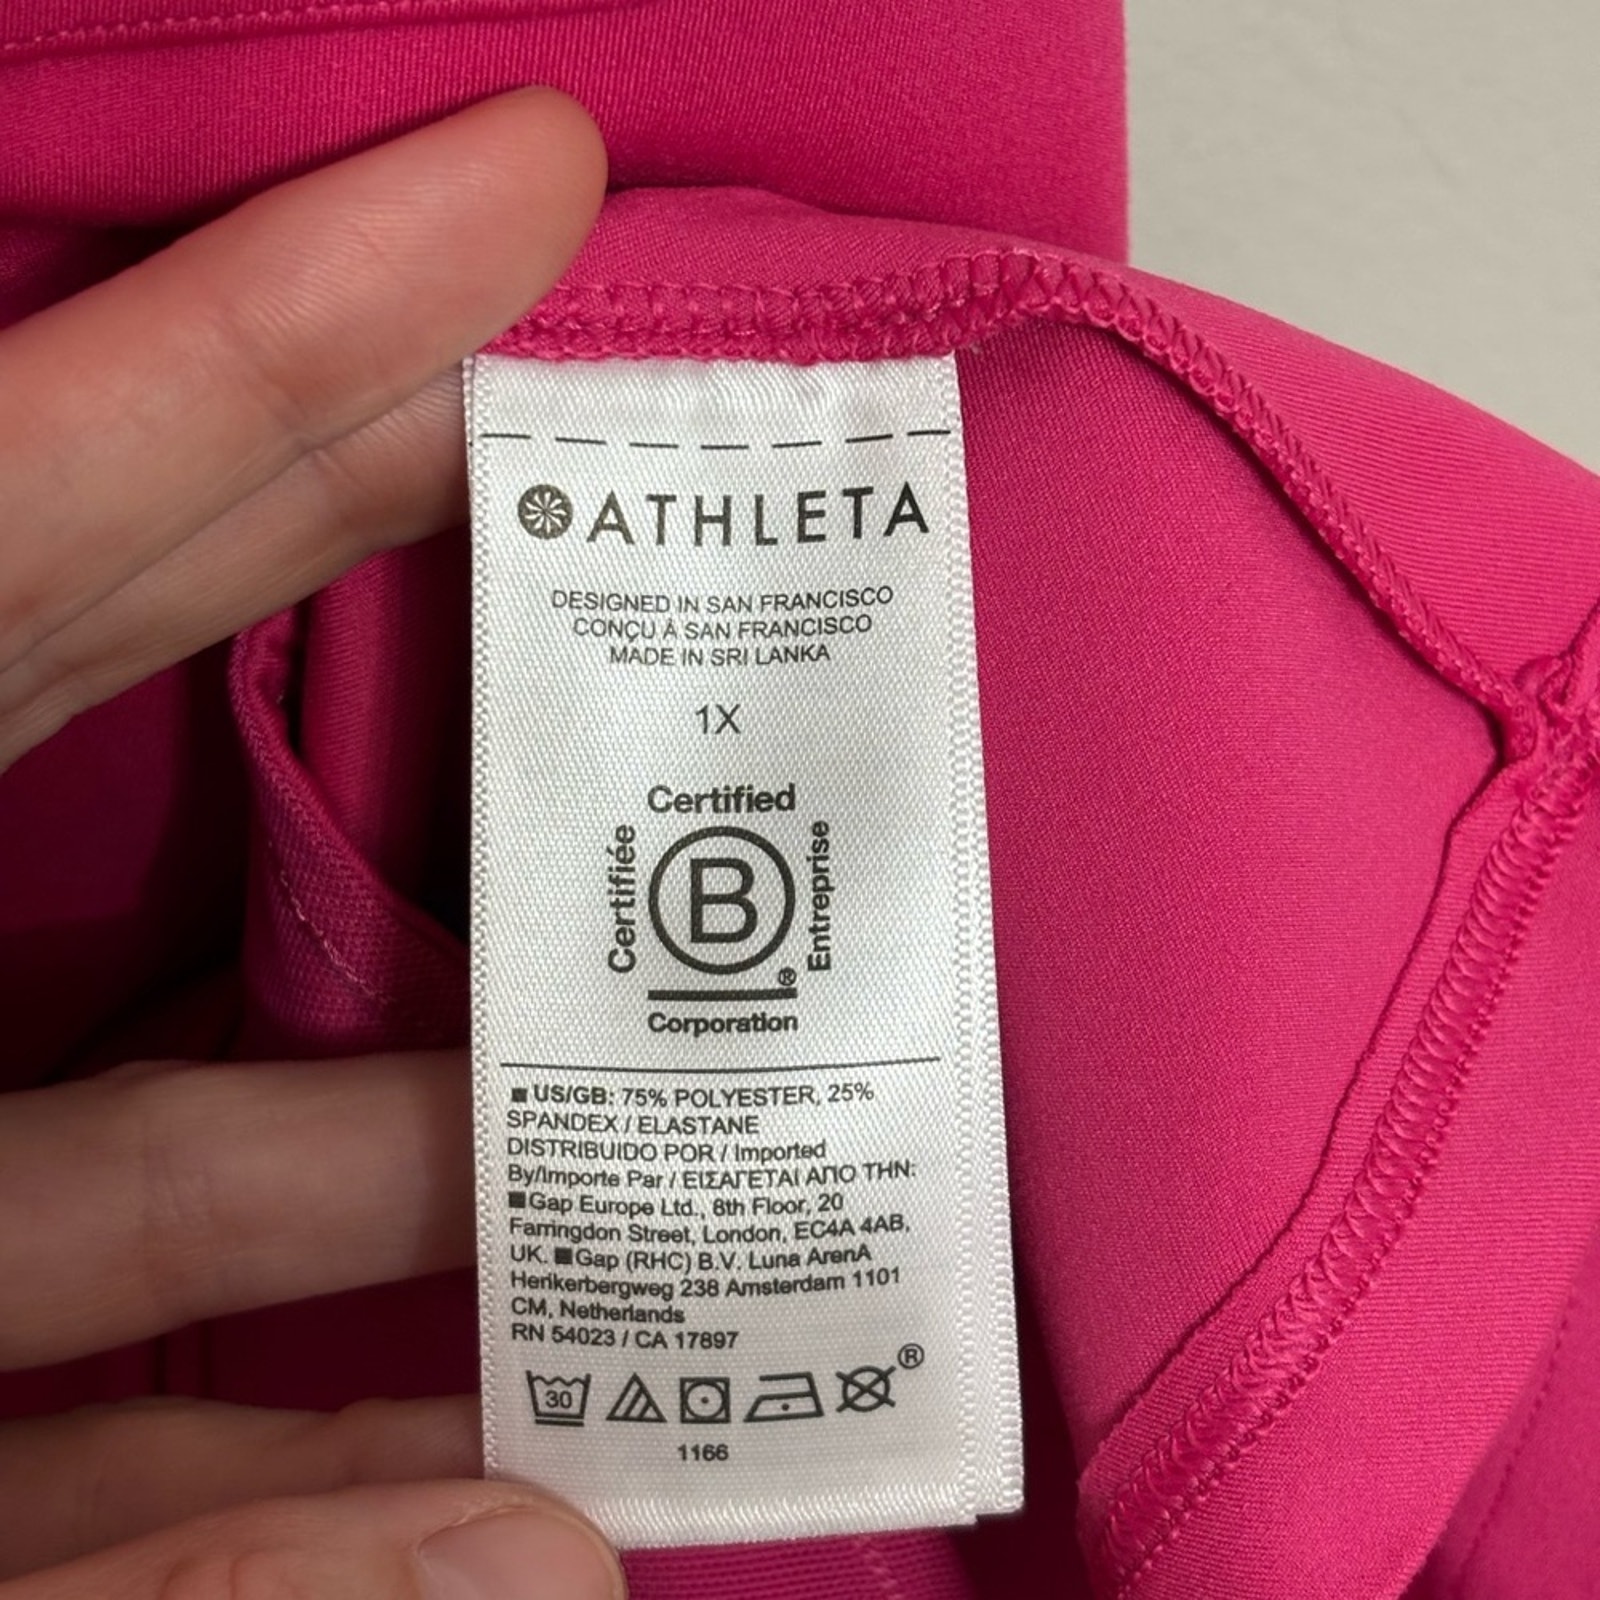 ATHLETA
DESIGNED IN SAN FRANCISCO
CONÇU À SAN FRANCISCO
MADE IN SRI LANKA
1X
Certified
Certifiée
B
Entreprise
®
Corporation
US/GB: 75% POLYESTER, 25%
SPANDEX / ELASTANE
DISTRIBUIDO POR / Imported
By/Importe Par / ΕΙΣΑΓΕΤΑΙ ΑΠΟ ΤΗΝ:
Gap Europe Ltd., 8th Floor, 20
Farringdon Street, London, EC4A 4AB,
UK. Gap (RHC) B.V. Luna ArenA
Herikerbergweg 238 Amsterdam 1101
CM, Netherlands
RN 54023 / CA 17897
30
®
1166